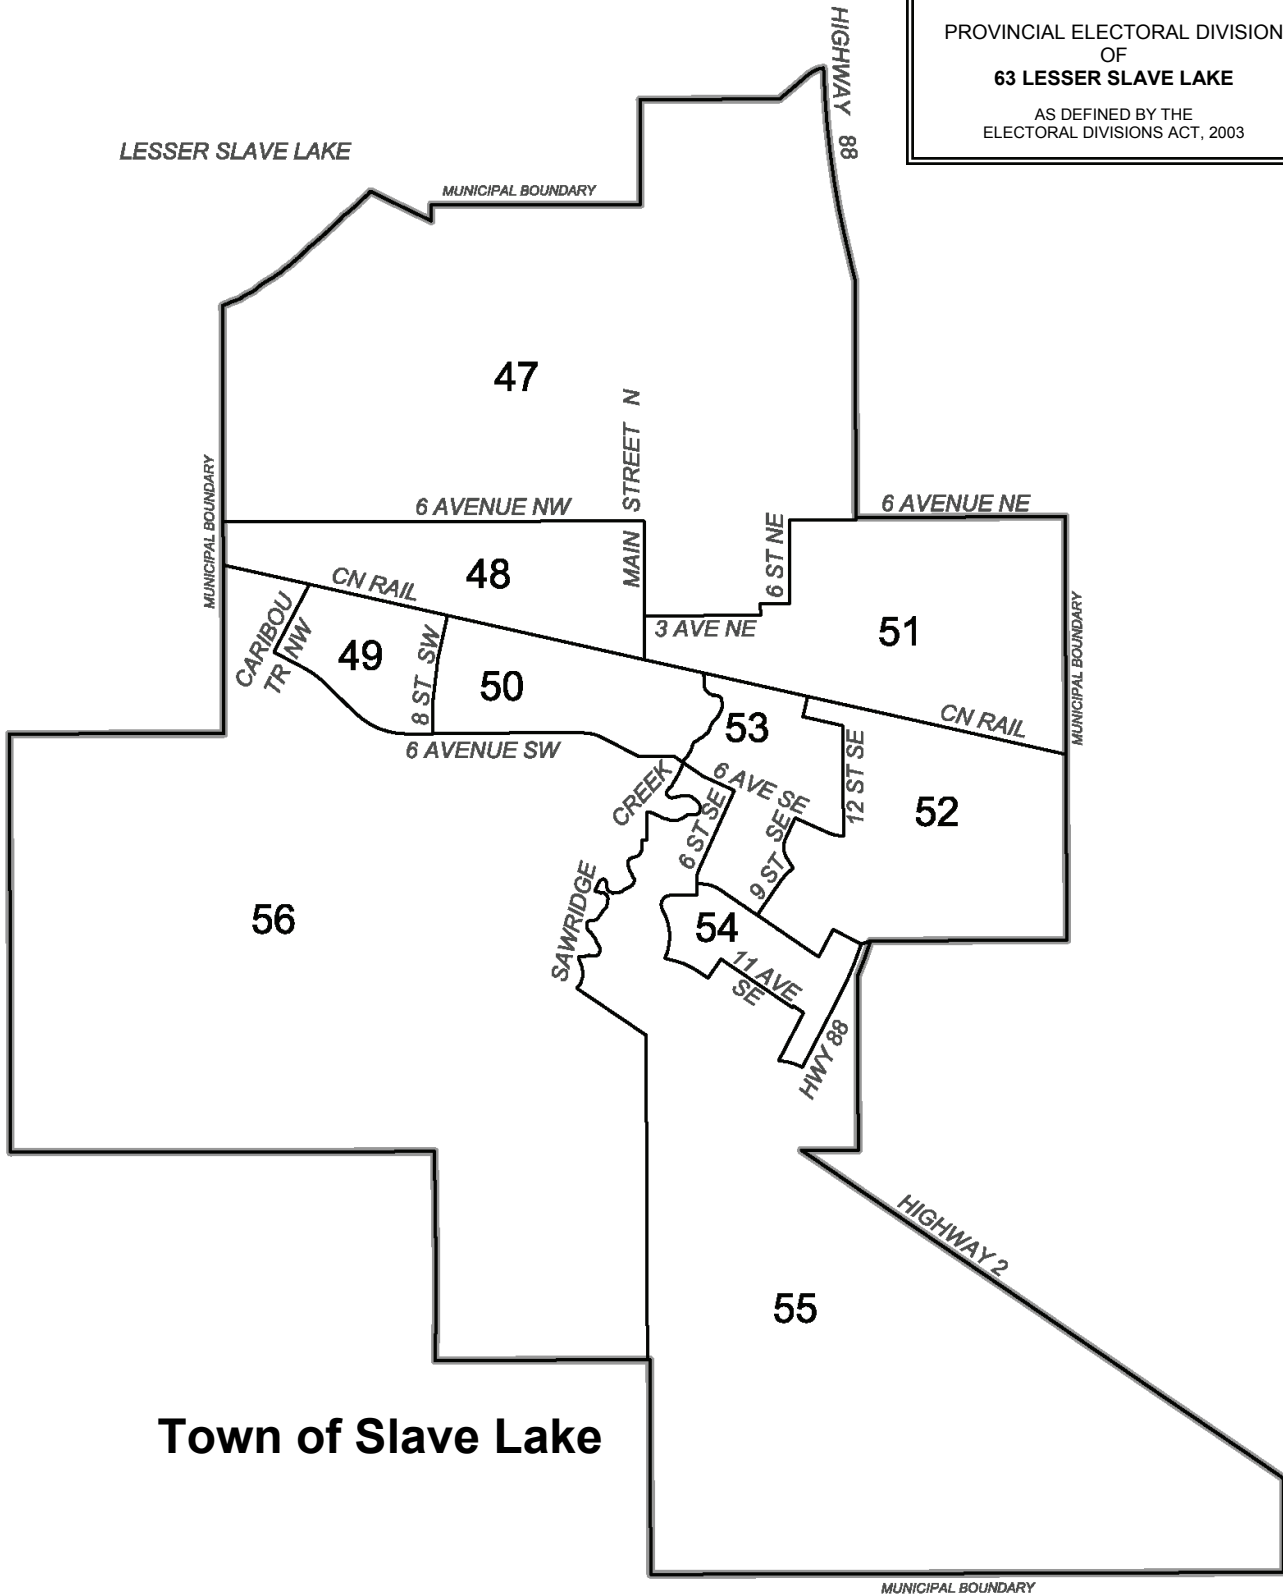 PROVINCIAL ELECTORAL DIVISION
OF
63 LESSER SLAVE LAKE
AS DEFINED BY THE
ELECTORAL DIVISIONS ACT, 2003
HIGHWAY 88
LESSER SLAVE LAKE
MUNICIPAL BOUNDARY
47
MAIN STREET N
MUNICIPAL BOUNDARY
6 AVENUE NW
6 AVENUE NE
6 ST NE
48
CN RAIL
3 AVE NE
51
MUNICIPAL BOUNDARY
CARIBOU
TR NW
49
8 ST SW
50
6 AVENUE SW
53
CN RAIL
12 ST SE
6 AVE SE
6 ST SE
9 ST SE
52
SAWRIDGE CREEK
56
54
11 AVE
SE
HWY 88
HIGHWAY 2
55
Town of Slave Lake
MUNICIPAL BOUNDARY